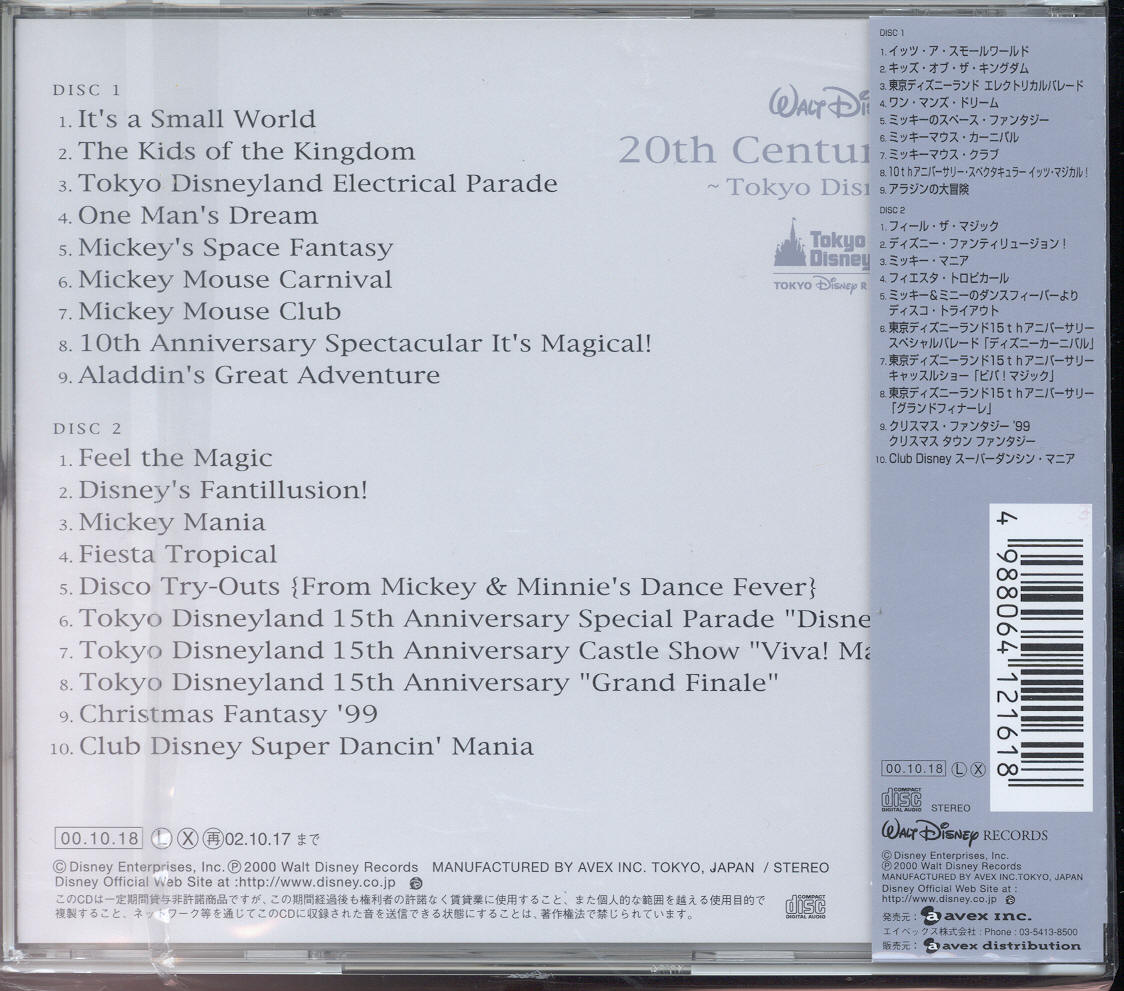 DISC 1
1. It's a Small World
2. The Kids of the Kingdom
3. Tokyo Disneyland Electrical Parade
4. One Man's Dream
5. Mickey's Space Fantasy
6. Mickey Mouse Carnival
7. Mickey Mouse Club
8. 10th Anniversary Spectacular It's Magical!
9. Aladdin's Great Adventure
DISC 2
1. Feel the Magic
2. Disney's Fantillusion!
3. Mickey Mania
4. Fiesta Tropical
5. Disco Try-Outs {From Mickey & Minnie's Dance Fever}
6. Tokyo Disneyland 15th Anniversary Special Parade "Disne
7. Tokyo Disneyland 15th Anniversary Castle Show "Viva! Ma
8. Tokyo Disneyland 15th Anniversary "Grand Finale"
9. Christmas Fantasy '99
10. Club Disney Super Dancin' Mania
WALT Di
20th Centu
~ Tokyo Dis
Tokyo
Disney
TOKYO Disney R
00.10.18 Ⓛ Ⓧ 再 02.10.17 まで
©Disney Enterprises, Inc. ℗ 2000 Walt Disney Records MANUFACTURED BY AVEX INC. TOKYO, JAPAN / STEREO
Disney Official Web Site at :http://www.disney.co.jp
このCDは一定期間貸与非許諾商品ですが、この期間経過後も権利者の許諾なく賃貸業に使用すること、また個人的な範囲を越える使用目的で
複製すること、ネットワーク等を通じてこのCDに収録された音を送信できる状態にすることは、著作権法で禁じられています。
COMPACT disc DIGITAL AUDIO
DISC 1
1. イッツ・ア・スモールワールド
2. キッズ・オブ・ザ・キングダム
3. 東京ディズニーランド エレクトリカルパレード
4. ワン・マンズ・ドリーム
5. ミッキーのスペース・ファンタジー
6. ミッキーマウス・カーニバル
7. ミッキーマウス・クラブ
8. 10thアニバーサリー・スペクタキュラー イッツ・マジカル!
9. アラジンの大冒険
DISC 2
1. フィール・ザ・マジック
2. ディズニー・ファンティリュージョン!
3. ミッキー・マニア
4. フィエスタ・トロピカール
5. ミッキー&ミニーのダンスフィーバーより
ディスコ・トライアウト
6. 東京ディズニーランド15thアニバーサリー
スペシャルパレード「ディズニーカーニバル」
7. 東京ディズニーランド15thアニバーサリー
キャッスルショー「ビバ!マジック」
8. 東京ディズニーランド15thアニバーサリー
「グランドフィナーレ」
9. クリスマス・ファンタジー '99
クリスマス タウン ファンタジー
10. Club Disney スーパーダンシン・マニア
4 988064 121618
00.10.18 Ⓛ Ⓧ
COMPACT disc DIGITAL AUDIO STEREO
WALT DISNEY RECORDS
©Disney Enterprises, Inc.
℗ 2000 Walt Disney Records
MANUFACTURED BY AVEX INC.TOKYO, JAPAN
Disney Official Web Site at :
http://www.disney.co.jp
発売元 : avex inc.
エイベックス株式会社 : Phone : 03-5413-8500
販売元 : avex distribution